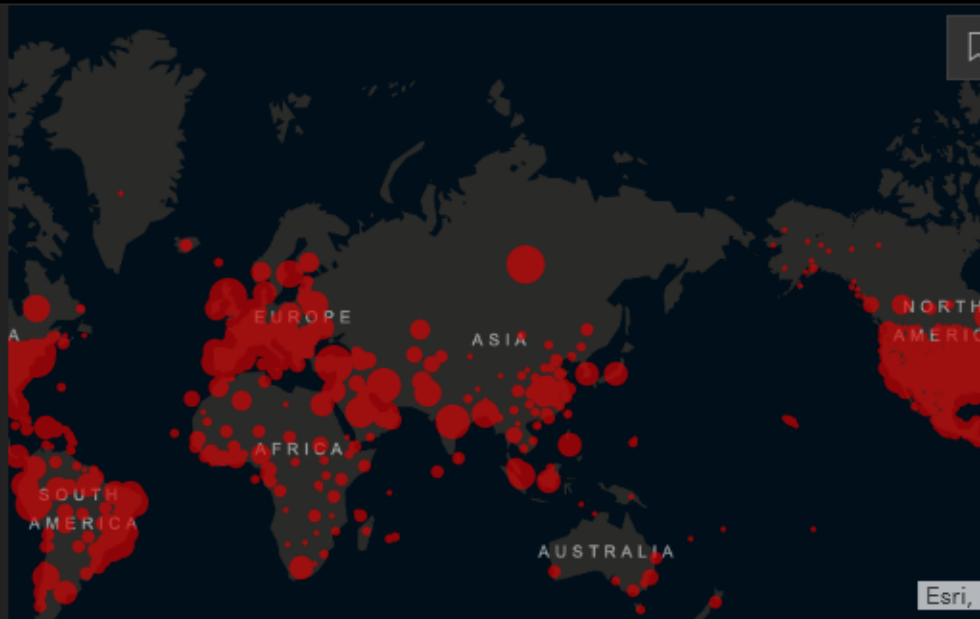 NORTH
A
AMERIC
EUROPE
ASIA
AFRICA
SOUTH
AMERICA
AUSTRALIA
Esri,